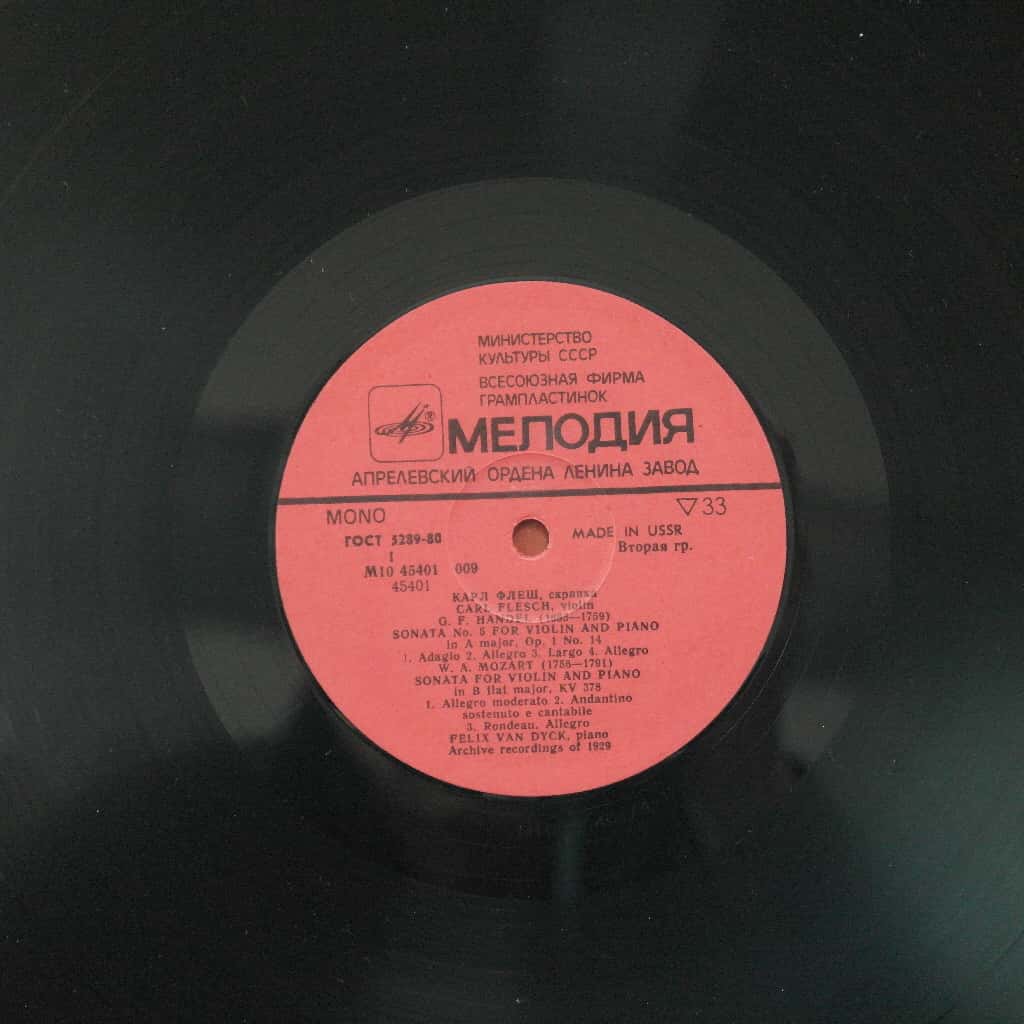 МИНИСТЕРСТВО
КУЛЬТУРЫ СССР
ВСЕСОЮЗНАЯ ФИРМА
ГРАМПЛАСТИНОК
®
МЕЛОДИЯ
АПРЕЛЕВСКИЙ ОРДЕНА ЛЕНИНА ЗАВОД
MONO
▽33
ГОСТ 5289-80
MADE IN USSR
Вторая гр.
I
М10 45401 009
45401
КАРЛ ФЛЕШ, скрипка
CARL FLESCH, violin
G. F. HANDEL (1685—1759)
SONATA No. 5 FOR VIOLIN AND PIANO
in A major, Op. 1 No. 14
1. Adagio 2. Allegro 3. Largo 4. Allegro
W. A. MOZART (1756—1791)
SONATA FOR VIOLIN AND PIANO
in B flat major, KV 378
1. Allegro moderato 2. Andantino
sostenuto e cantabile
3. Rondeau. Allegro
FELIX VAN DYCK, piano
Archive recordings of 1929